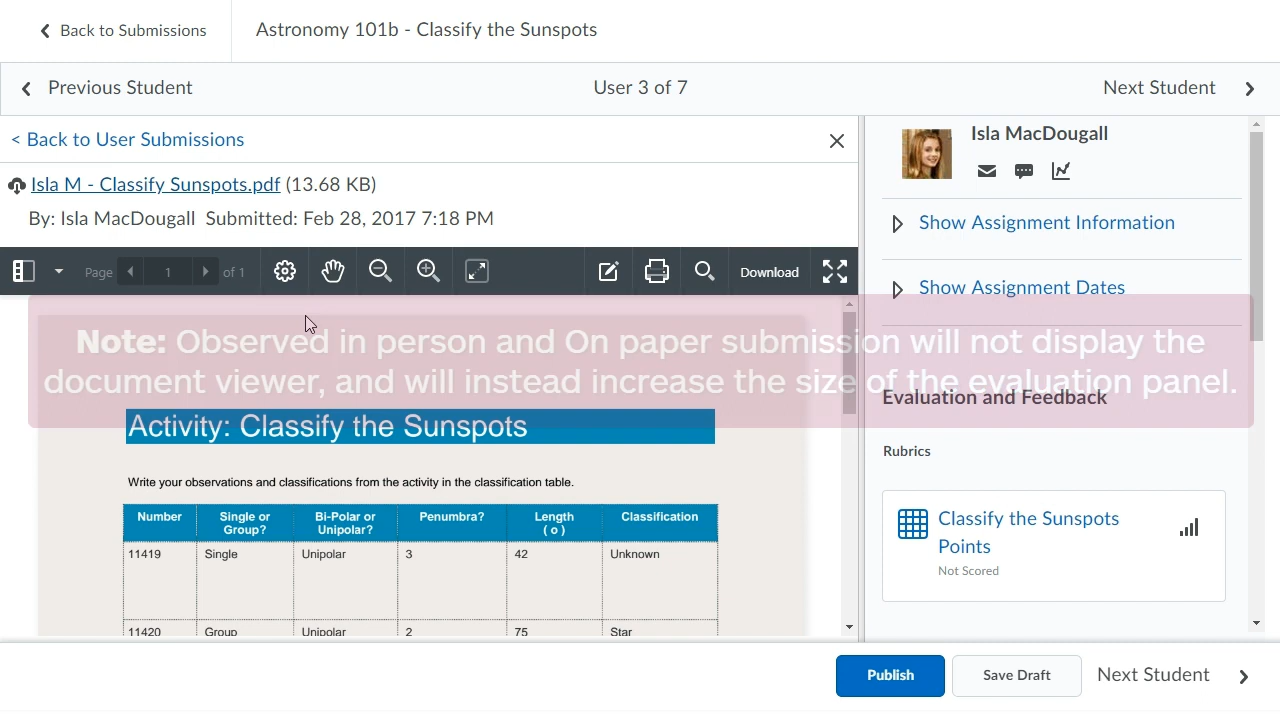 Back to Submissions
Astronomy 101b - Classify the Sunspots
Previous Student
User 3 of 7
Next Student
< Back to User Submissions
Isla M - Classify Sunspots.pdf (13.68 KB)
By: Isla MacDougall Submitted: Feb 28, 2017 7:18 PM
Page 1 of 1
Download
Isla MacDougall
Show Assignment Information
Show Assignment Dates
Note: Observed in person and On paper submission will not display the
document viewer, and will instead increase the size of the evaluation panel.
Activity: Classify the Sunspots
Write your observations and classifications from the activity in the classification table.
Number Single or Group? Bi-Polar or Unipolar? Penumbra? Length ( o ) Classification
11419 Single Unipolar 3 42 Unknown
11420 Group Unipolar 2 75 Star
Evaluation and Feedback
Rubrics
Classify the Sunspots
Points
Not Scored
Publish
Save Draft
Next Student